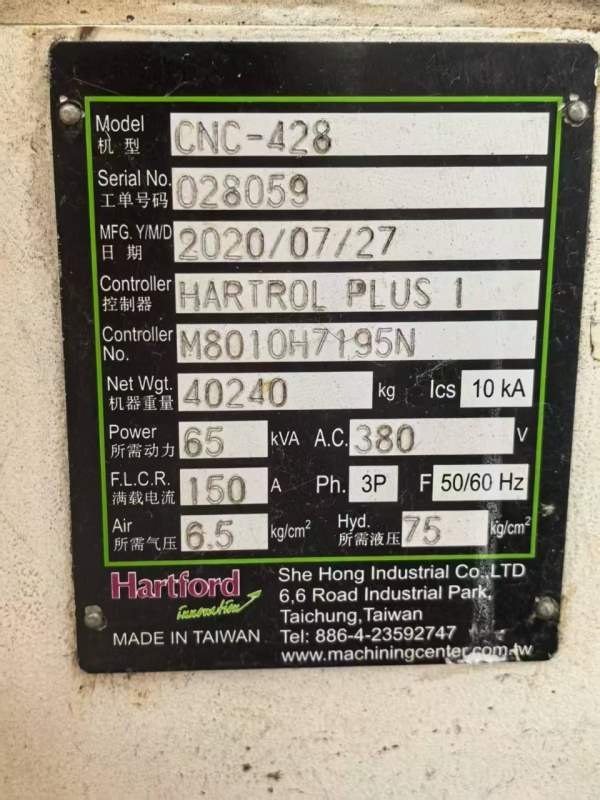 Model
机 型
CNC-428
Serial No.
工单号码
028059
MFG. Y/M/D
日 期
2020/07/27
Controller
控制器
HARTROL PLUS 1
Controller
No.
M8010H7195N
Net Wgt.
机器重量
40240 kg Ics 10 kA
Power
所需动力
65 kVA A.C. 380 V
F.L.C.R.
满载电流
150 A Ph. 3P F 50/60 Hz
Air
所需气压
6.5 kg/cm²
Hyd.
所需液压
75 kg/cm²
Hartford
innovation
MADE IN TAIWAN
She Hong Industrial Co.,LTD
6,6 Road Industrial Park,
Taichung,Taiwan
Tel: 886-4-23592747
www.machiningcenter.com.tw